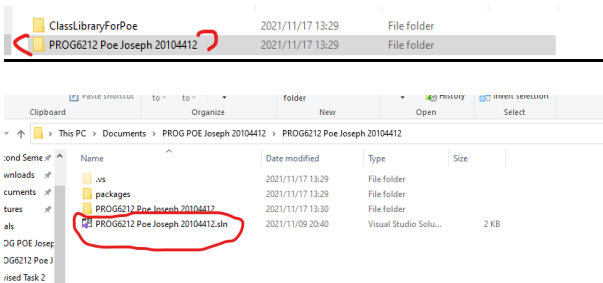 ClassLibraryForPoe 2021/11/17 13:29 File folder
PROG6212 Poe Joseph 20104412 2021/11/17 13:29 File folder
Paste shortcut to to folder History Invert selection
Clipboard Organize New Open Select
This PC > Documents > PROG POE Joseph 20104412 > PROG6212 Poe Joseph 20104412
:ond Seme Name Date modified Type Size
wnloads .vs 2021/11/17 13:29 File folder
cuments packages 2021/11/17 13:29 File folder
tures PROG6212 Poe Joseph 20104412 2021/11/17 13:30 File folder
als PROG6212 Poe Joseph 20104412.sln 2021/11/09 20:40 Visual Studio Solu... 2 KB
OG POE Josep
OG6212 Poe J
vised Task 2